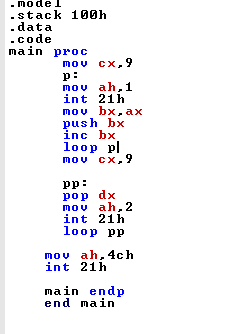 .model
.stack 100h
.data
.code
main proc
mov cx,9
p:
mov ah,1
int 21h
mov bx,ax
push bx
inc bx
loop p
mov cx,9
pp:
pop dx
mov ah,2
int 21h
loop pp
mov ah,4ch
int 21h
main endp
end main